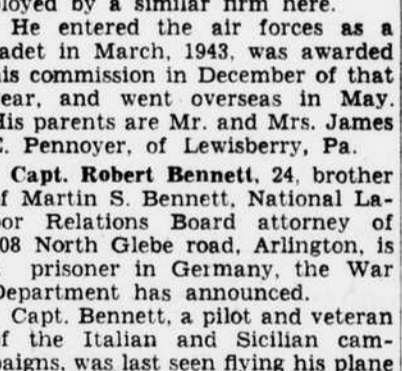 ployed by a similar firm here.
He entered the air forces as a
adet in March, 1943, was awarded
is commission in December of that
ear, and went overseas in May.
His parents are Mr. and Mrs. James
. Pennoyer, of Lewisberry, Pa.
Capt. Robert Bennett, 24, brother
f Martin S. Bennett, National La-
or Relations Board attorney of
08 North Glebe road, Arlington, is
prisoner in Germany, the War
Department has announced.
Capt. Bennett, a pilot and veteran
f the Italian and Sicilian cam-
paigns, was last seen flying his plane